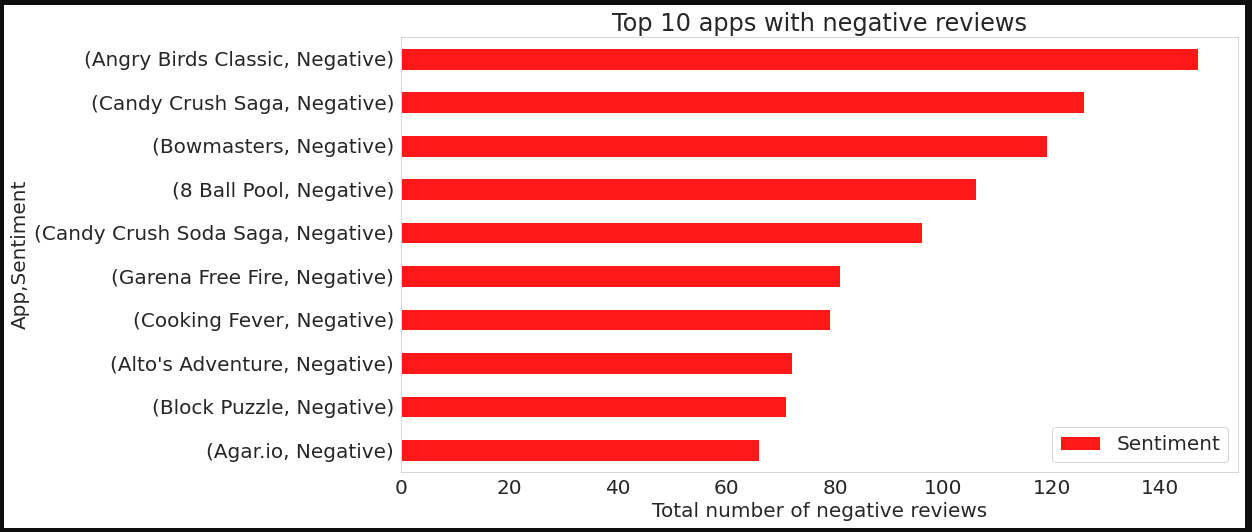 Top 10 apps with negative reviews
(Angry Birds Classic, Negative)
(Candy Crush Saga, Negative)
(Bowmasters, Negative)
(8 Ball Pool, Negative)
(Candy Crush Soda Saga, Negative)
(Garena Free Fire, Negative)
(Cooking Fever, Negative)
(Alto's Adventure, Negative)
(Block Puzzle, Negative)
(Agar.io, Negative)
App,Sentiment
Sentiment
0 20 40 60 80 100 120 140
Total number of negative reviews